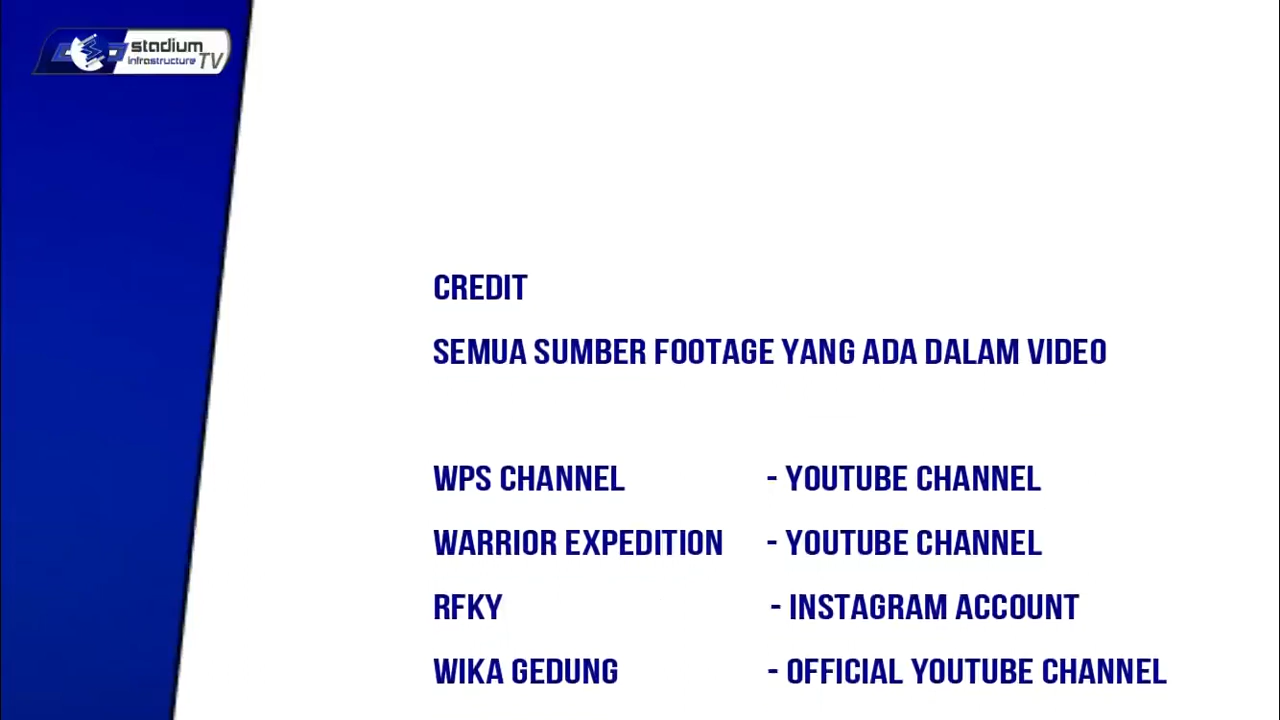 stadium
infrastructure TV
CREDIT
SEMUA SUMBER FOOTAGE YANG ADA DALAM VIDEO
WPS CHANNEL - YOUTUBE CHANNEL
WARRIOR EXPEDITION - YOUTUBE CHANNEL
RFKY - INSTAGRAM ACCOUNT
WIKA GEDUNG - OFFICIAL YOUTUBE CHANNEL